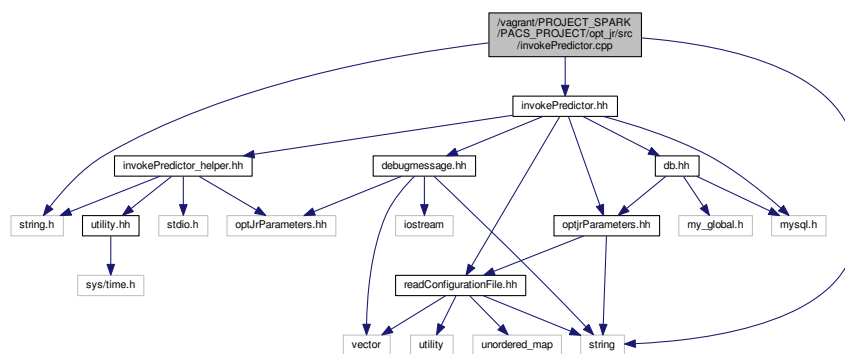 /vagrant/PROJECT_SPARK
/PACS_PROJECT/opt_jr/src
/invokePredictor.cpp
invokePredictor.hh
invokePredictor_helper.hh
debugmessage.hh
db.hh
string.h
utility.hh
stdio.h
optJrParameters.hh
iostream
optjrParameters.hh
my_global.h
mysql.h
sys/time.h
readConfigurationFile.hh
vector
utility
unordered_map
string